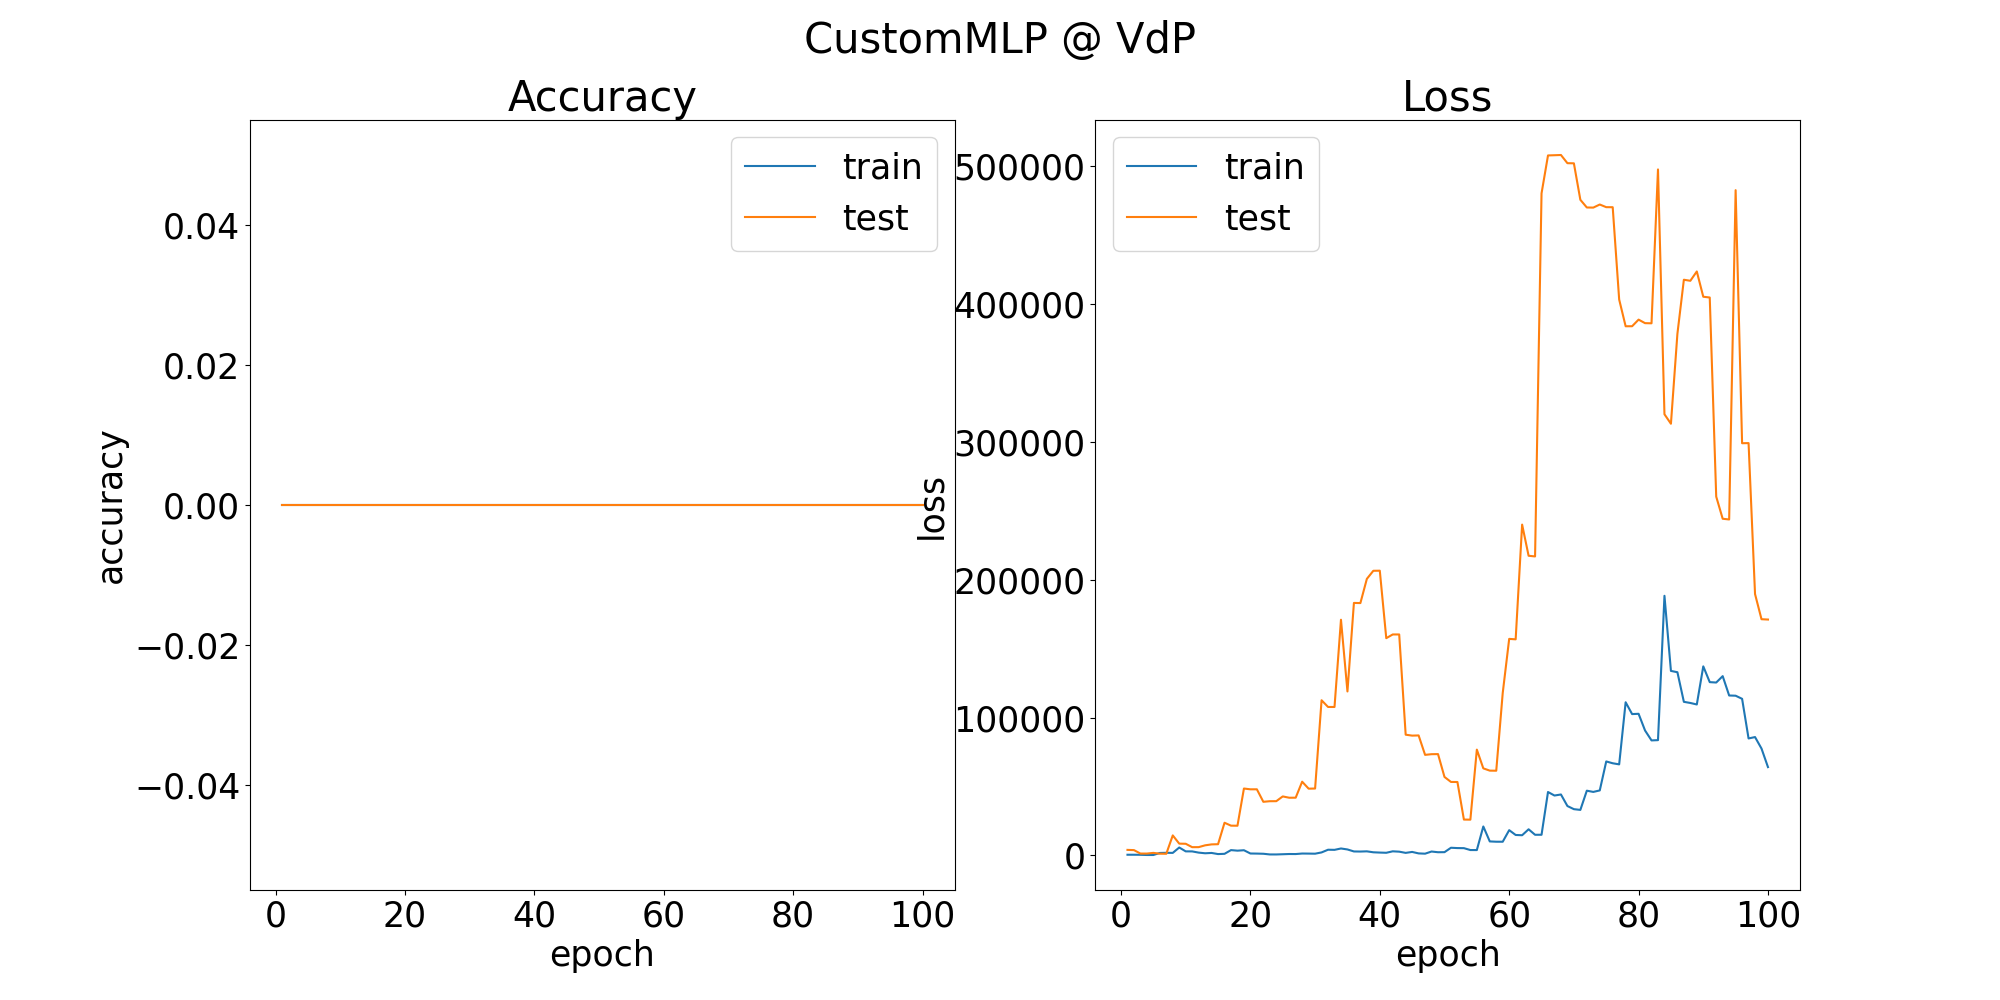 CustomMLP @ VdP
Accuracy
train
test
0.04
0.02
0.00
−0.02
−0.04
accuracy
0 20 40 60 80 100
epoch
Loss
train
test
500000
400000
300000
200000
100000
0
loss
0 20 40 60 80 100
epoch